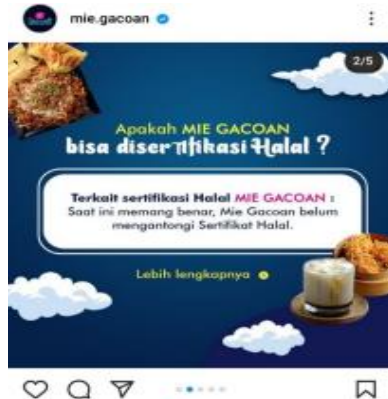 mie.gacoan
2/5
Apakah MIE GACOAN
bisa disertifikasi Halal ?
Terkait sertifikasi Halal MIE GACOAN :
Saat ini memang benar, Mie Gacoan belum
mengantongi Sertifikat Halal.
Lebih lengkapnya